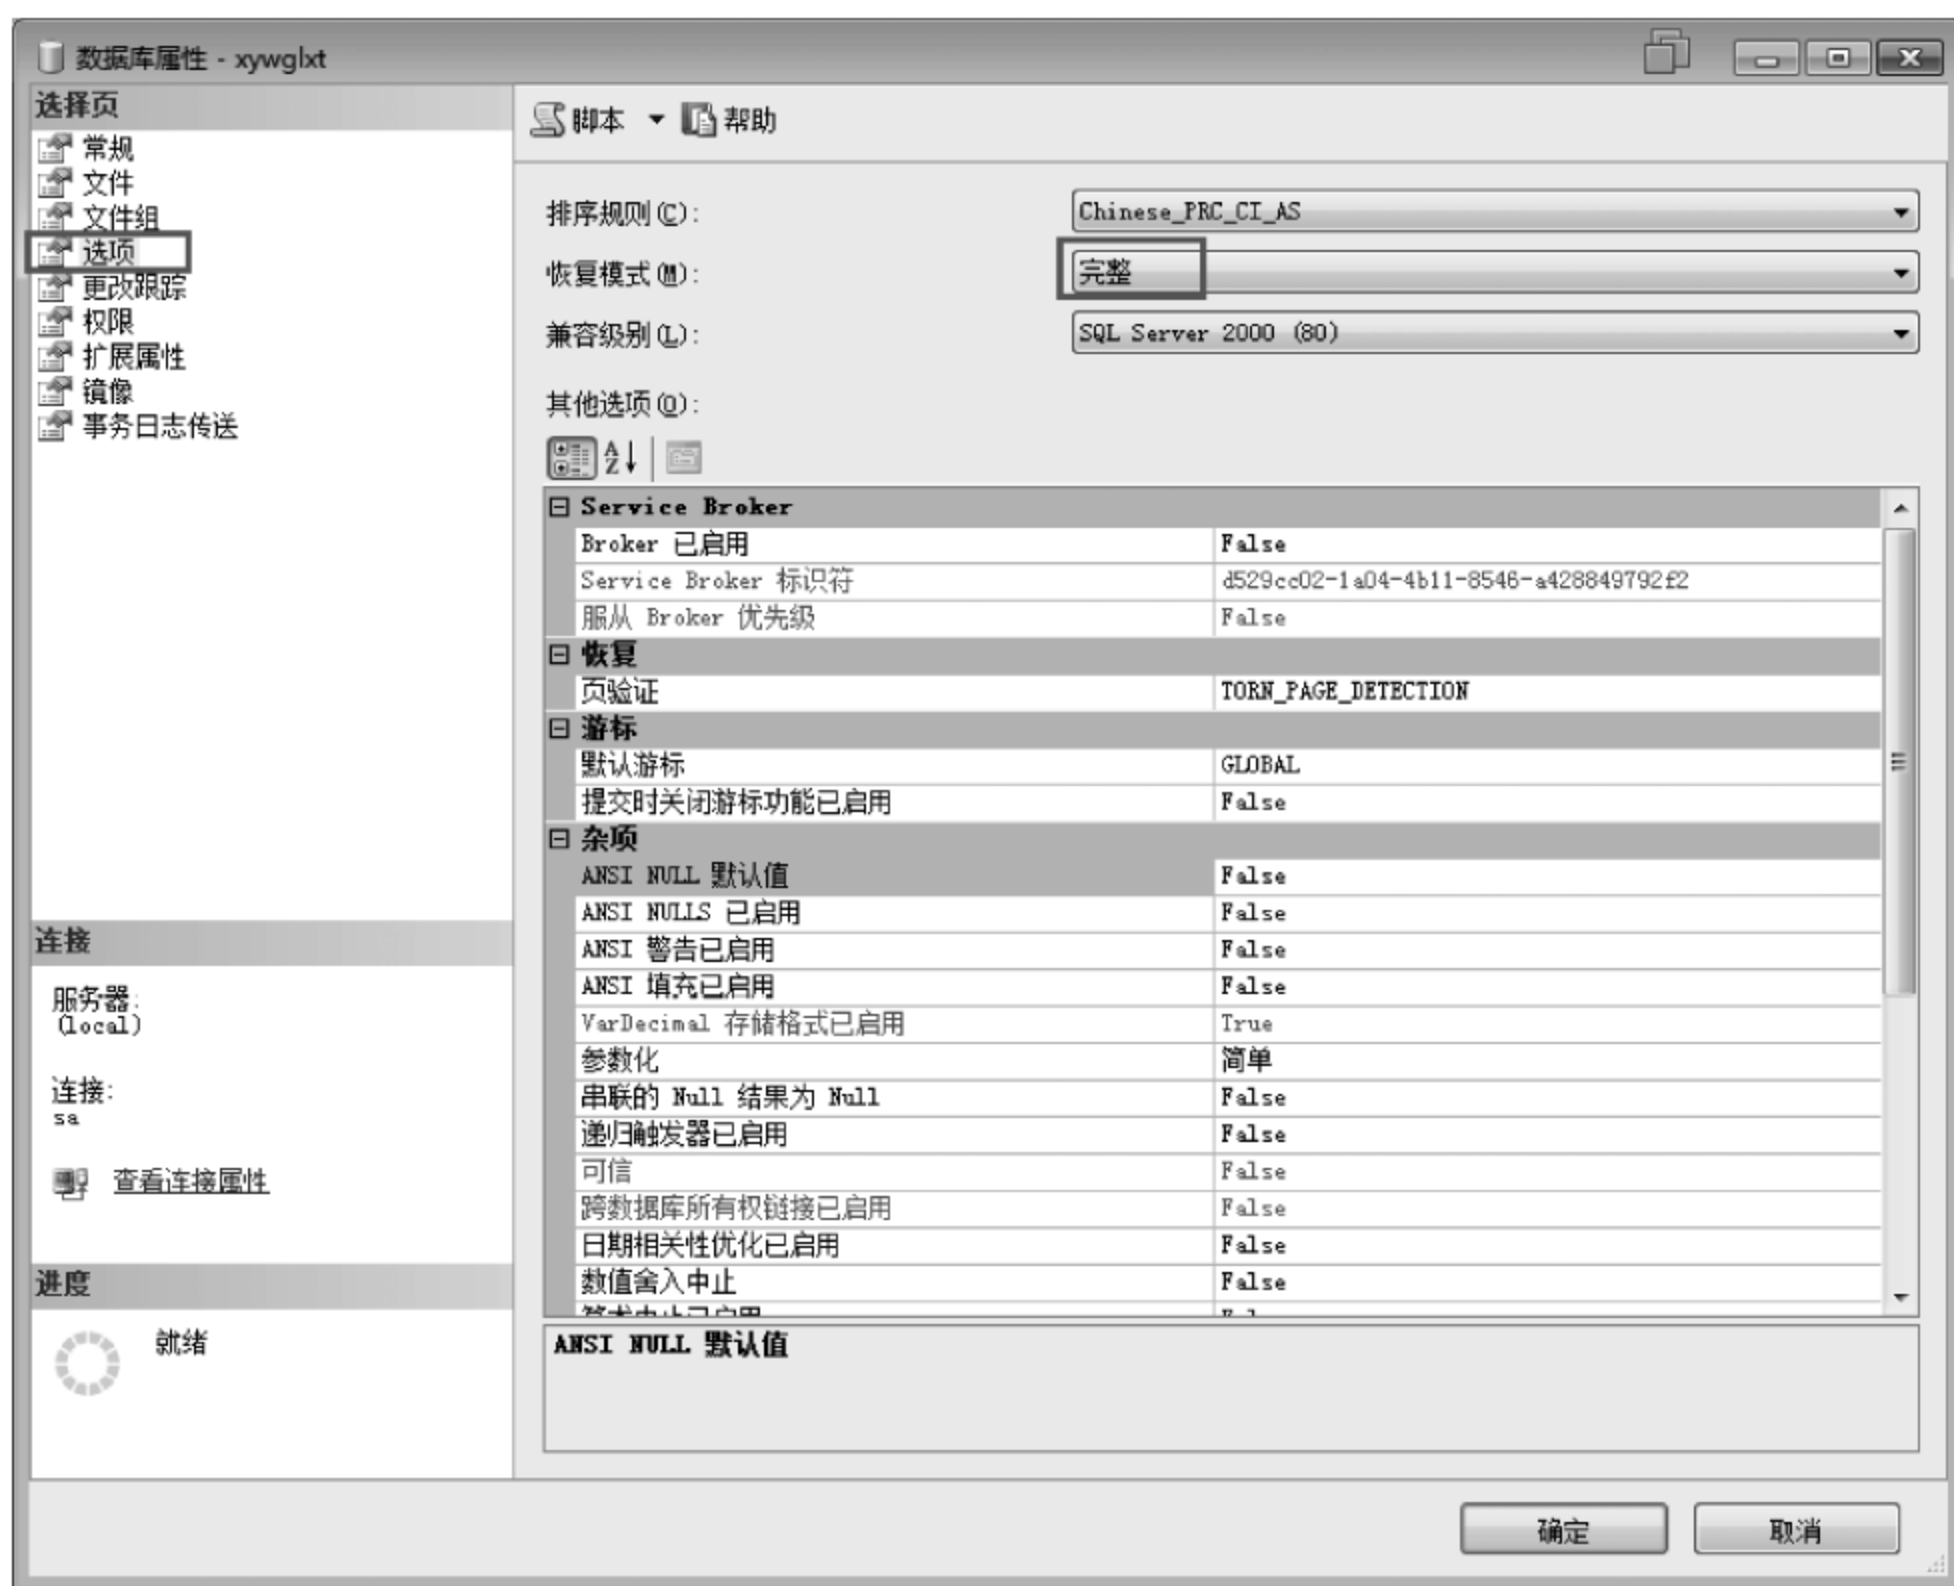 数据库属性 - xywglxt
选择页
常规
文件
文件组
选项
更改跟踪
权限
扩展属性
镜像
事务日志传送
连接
服务器:
(local)
连接:
sa
查看连接属性
进度
就绪
脚本 帮助
排序规则(C): Chinese_PRC_CI_AS
恢复模式(M): 完整
兼容级别(L): SQL Server 2000 (80)
其他选项(O):
Service Broker
Broker 已启用 False
Service Broker 标识符 d529cc02-1a04-4b11-8546-a428849792f2
服从 Broker 优先级 False
恢复
页验证 TORN_PAGE_DETECTION
游标
默认游标 GLOBAL
提交时关闭游标功能已启用 False
杂项
ANSI NULL 默认值 False
ANSI NULLS 已启用 False
ANSI 警告已启用 False
ANSI 填充已启用 False
VarDecimal 存储格式已启用 True
参数化 简单
串联的 Null 结果为 Null False
递归触发器已启用 False
可信 False
跨数据库所有权链接已启用 False
日期相关性优化已启用 False
数值舍入中止 False
ANSI NULL 默认值
确定 取消